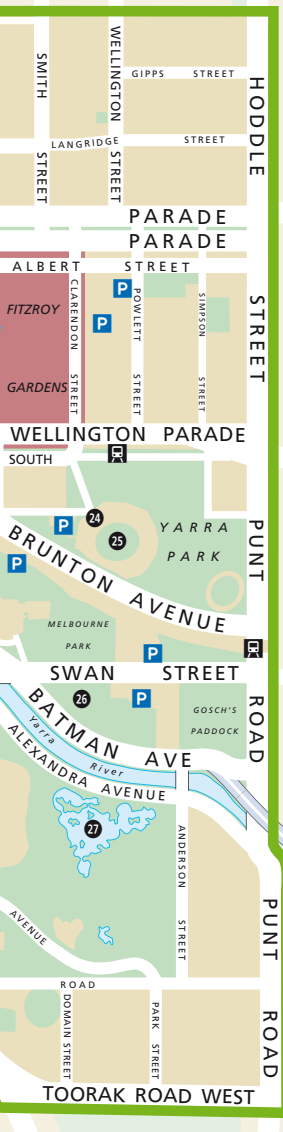 SMITH STREET
WELLINGTON STREET
GIPPS STREET
HODDLE STREET
LANGRIDGE STREET
PARADE
PARADE
ALBERT STREET
P
CLARENDON STREET
POWLETT STREET
SIMPSON STREET
P
FITZROY
GARDENS
WELLINGTON PARADE
SOUTH
24
P
25
YARRA
PARK
PUNT ROAD
P
BRUNTON AVENUE
MELBOURNE
PARK
P
SWAN STREET
26
P
GOSCH'S
PADDOCK
BATMAN AVE
Yarra River
ALEXANDRA AVENUE
27
ANDERSON STREET
PUNT ROAD
AVENUE
ROAD
DOMAIN STREET
PARK STREET
TOORAK ROAD WEST